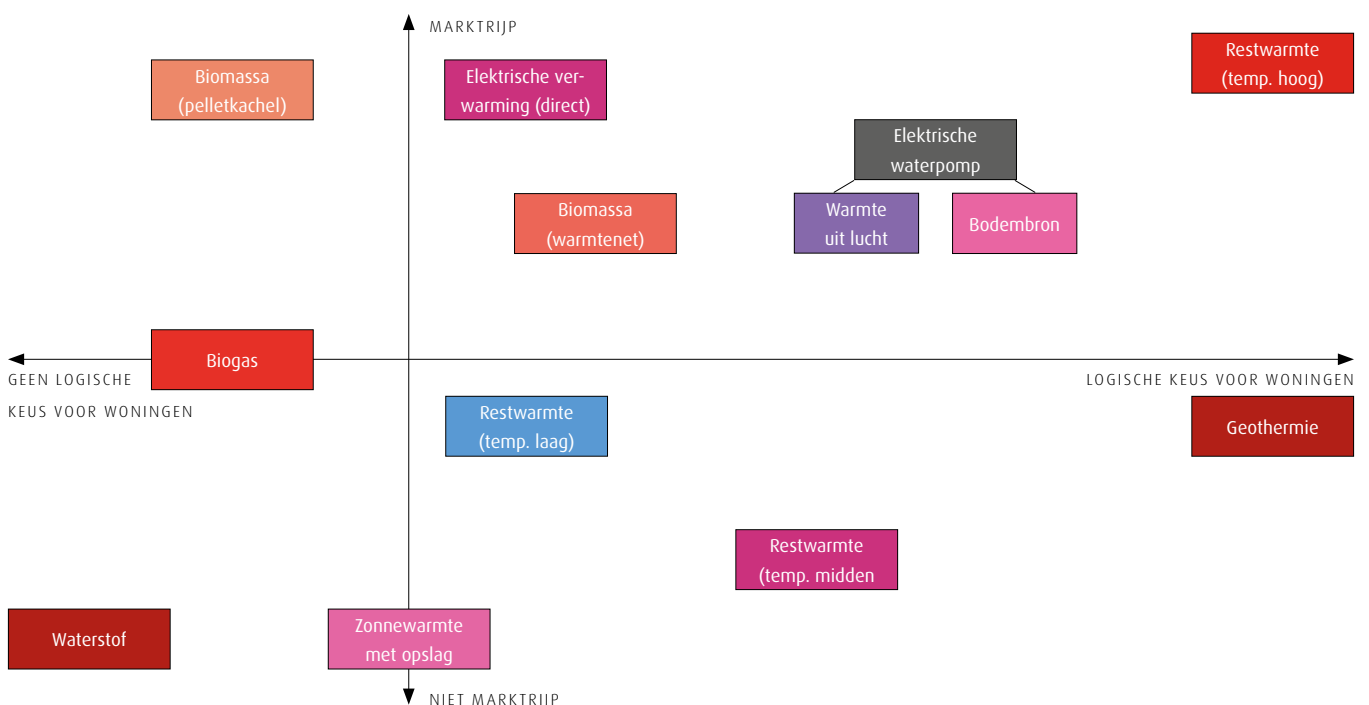 MARKTRIJP
Biomassa
(pelletkachel)
Elektrische ver-
warming (direct)
Restwarmte
(temp. hoog)
Elektrische
waterpomp
Biomassa
(warmtenet)
Warmte
uit lucht
Bodembron
Biogas
GEEN LOGISCHE
KEUS VOOR WONINGEN
LOGISCHE KEUS VOOR WONINGEN
Restwarmte
(temp. laag)
Geothermie
Restwarmte
(temp. midden
Waterstof
Zonnewarmte
met opslag
NIET MARKTRIJP